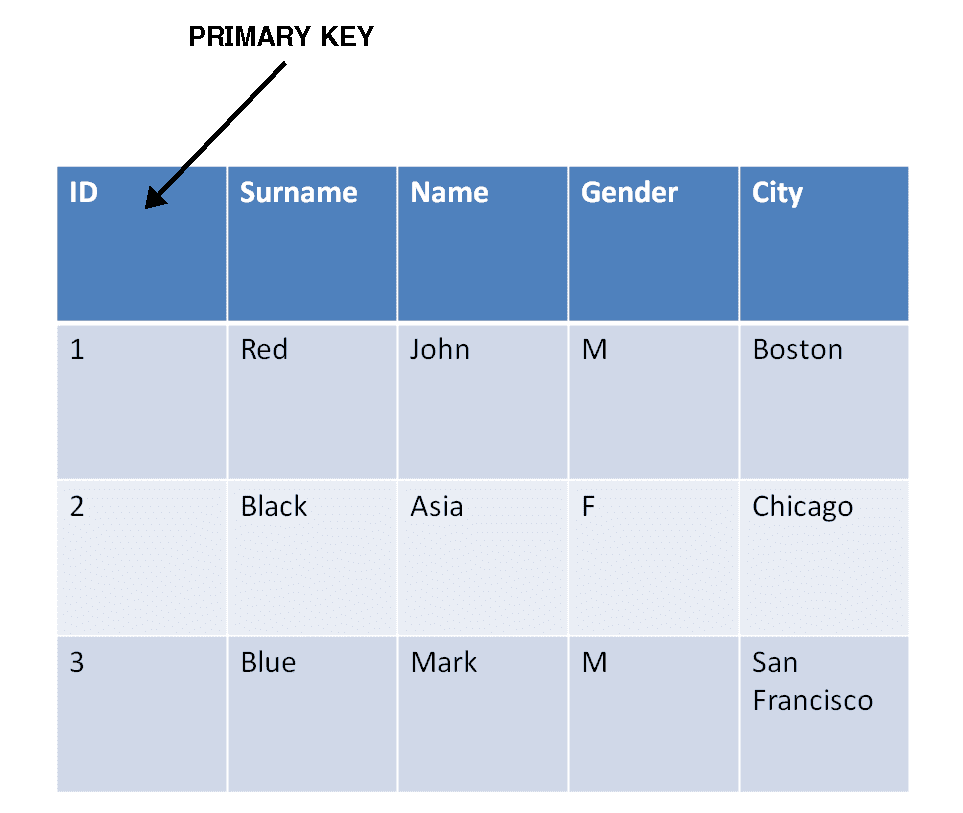 PRIMARY KEY
ID Surname Name Gender City
1 Red John M Boston
2 Black Asia F Chicago
3 Blue Mark M San
Francisco